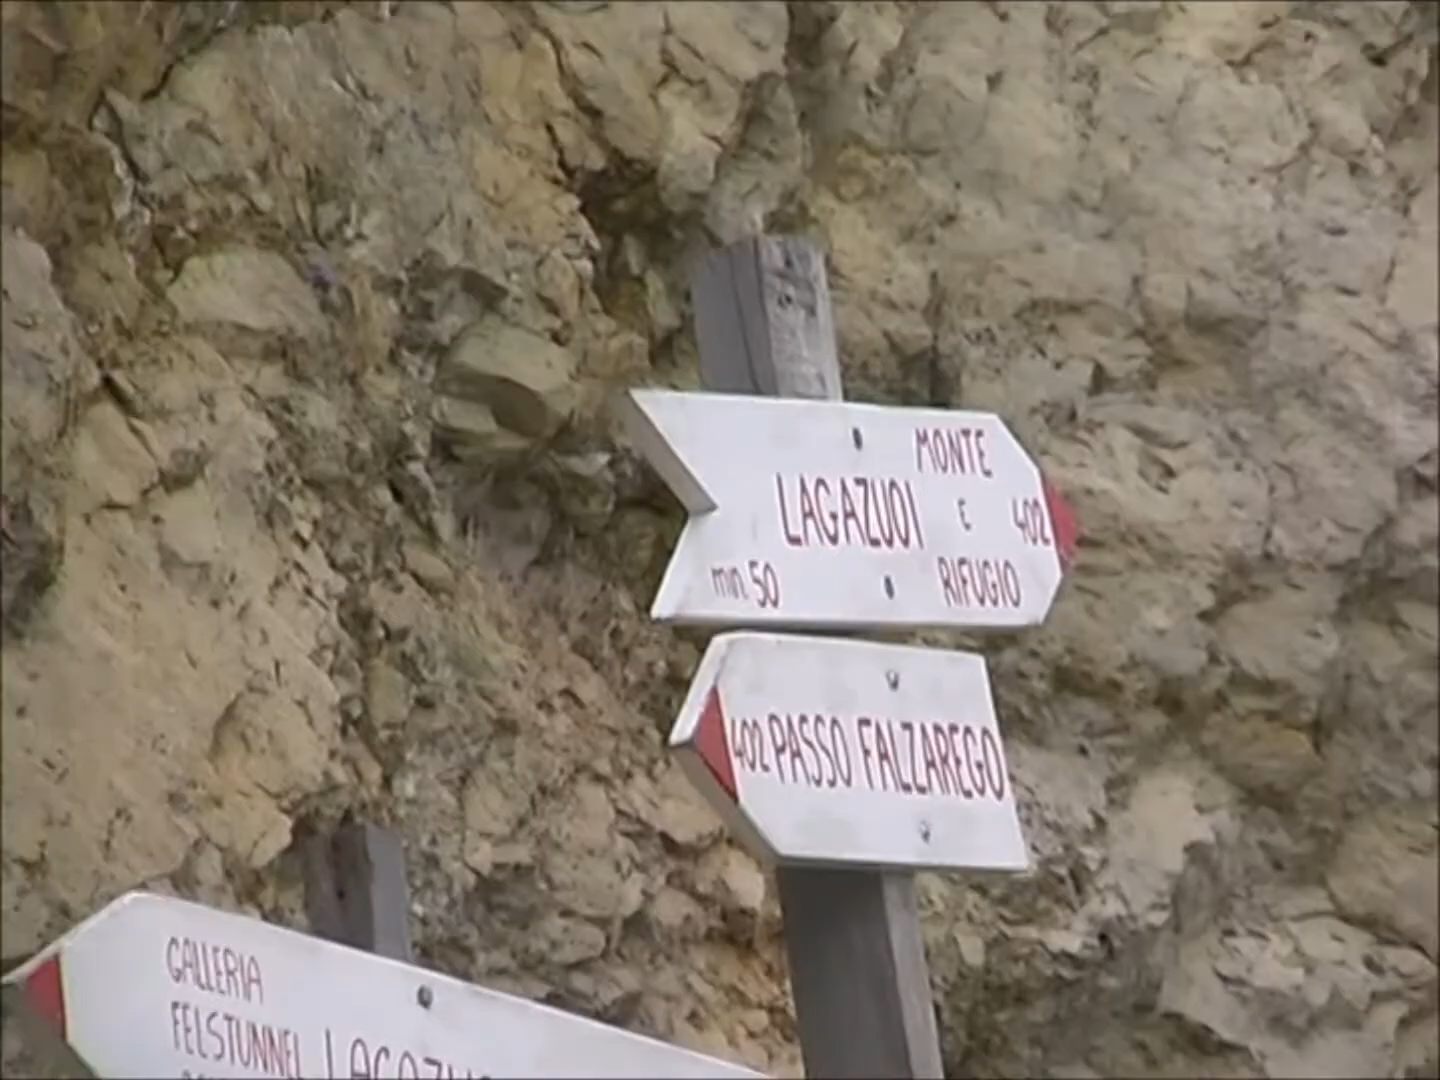 MONTE
LAGAZUOI E 402
min. 50 RIFUGIO
402 PASSO FALZAREGO
GALLERIA
FELSTUNNEL